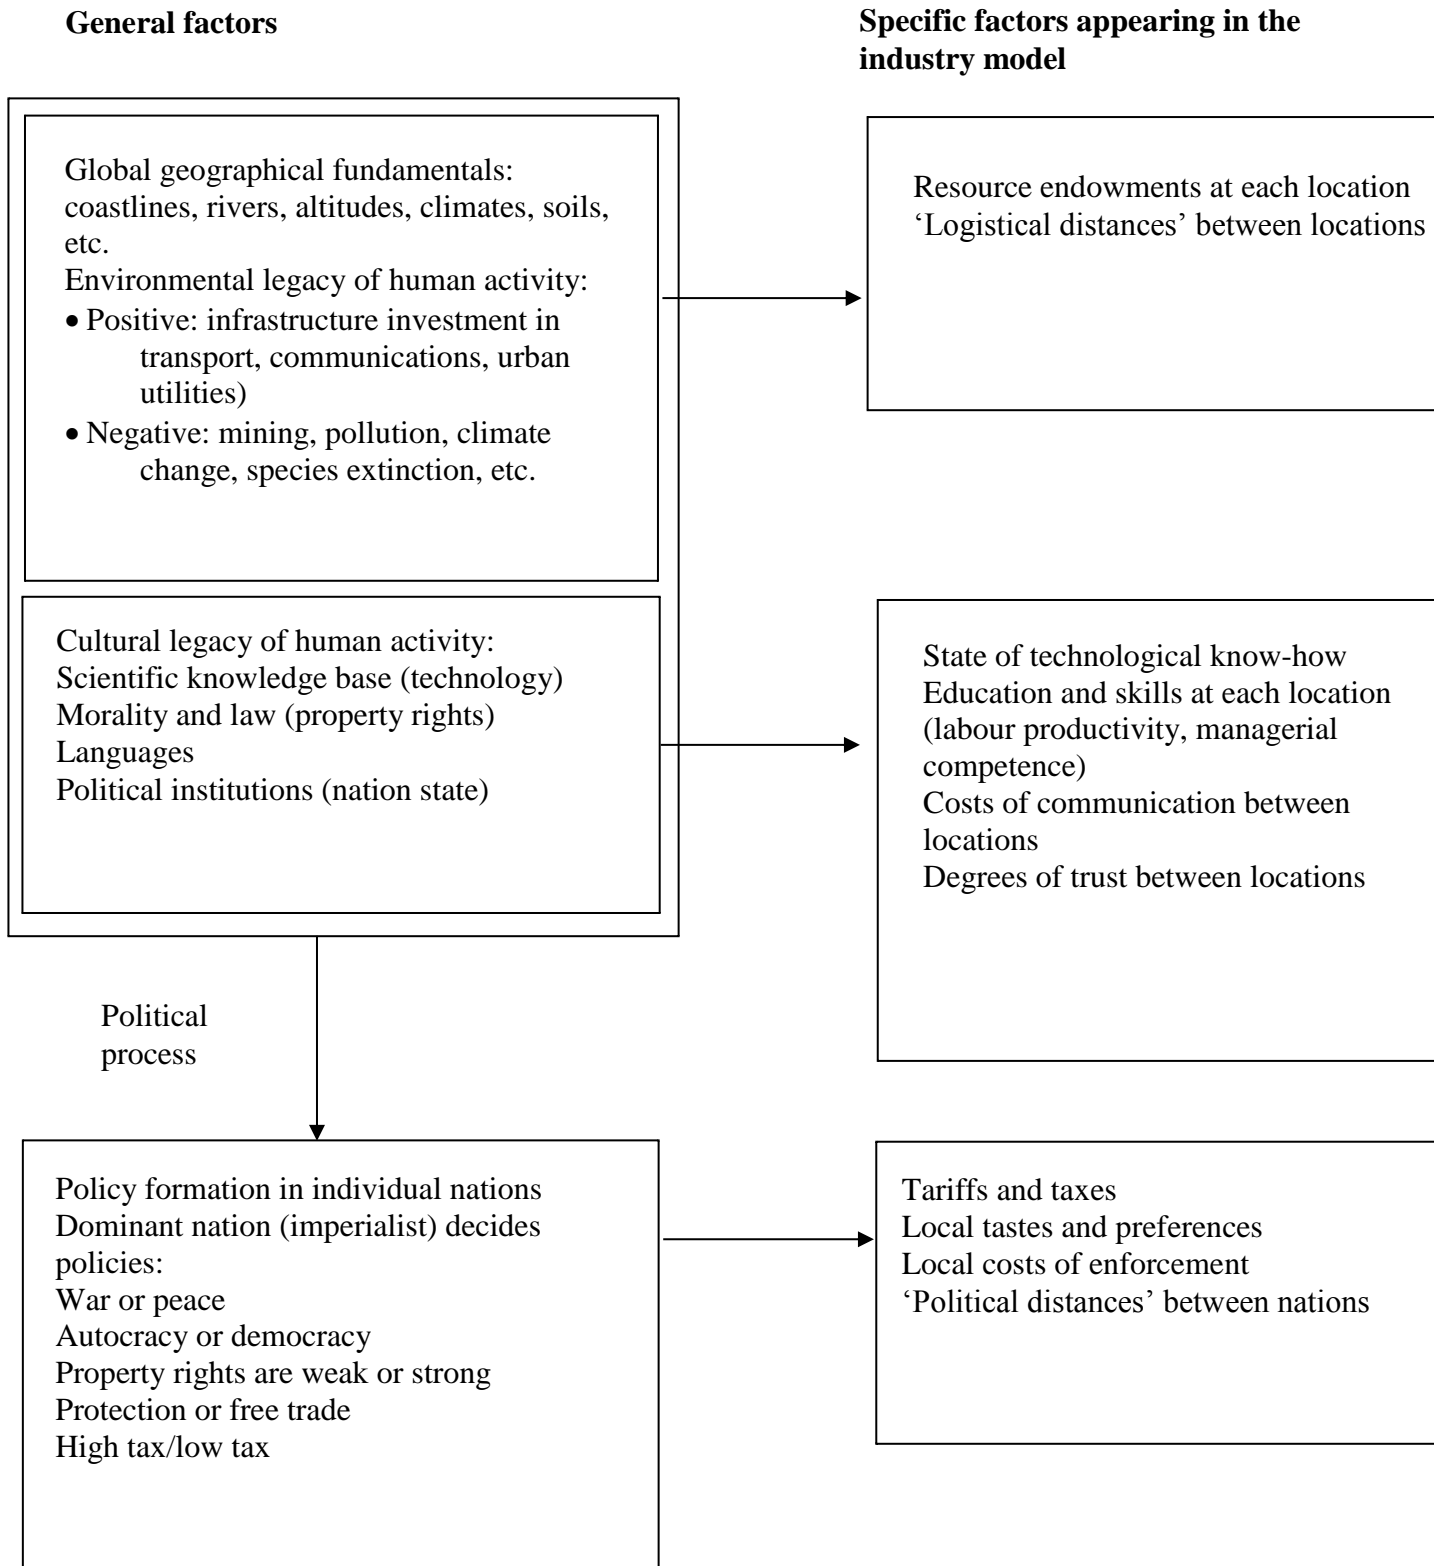 General factors
Specific factors appearing in the
industry model
Global geographical fundamentals:
coastlines, rivers, altitudes, climates, soils,
etc.
Environmental legacy of human activity:
• Positive: infrastructure investment in
transport, communications, urban
utilities)
• Negative: mining, pollution, climate
change, species extinction, etc.
Resource endowments at each location
‘Logistical distances’ between locations
Cultural legacy of human activity:
Scientific knowledge base (technology)
Morality and law (property rights)
Languages
Political institutions (nation state)
State of technological know-how
Education and skills at each location
(labour productivity, managerial
competence)
Costs of communication between
locations
Degrees of trust between locations
Political
process
Policy formation in individual nations
Dominant nation (imperialist) decides
policies:
War or peace
Autocracy or democracy
Property rights are weak or strong
Protection or free trade
High tax/low tax
Tariffs and taxes
Local tastes and preferences
Local costs of enforcement
‘Political distances’ between nations